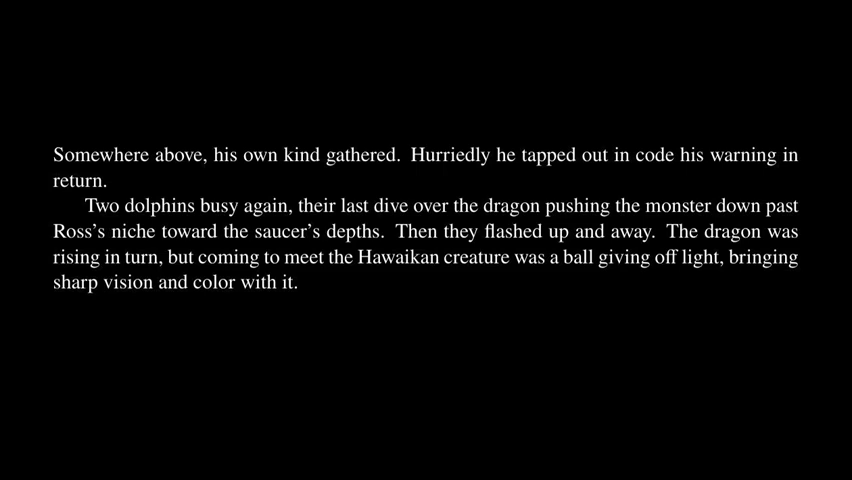 Somewhere above, his own kind gathered. Hurriedly he tapped out in code his warning in
return.
Two dolphins busy again, their last dive over the dragon pushing the monster down past
Ross's niche toward the saucer's depths. Then they flashed up and away. The dragon was
rising in turn, but coming to meet the Hawaikan creature was a ball giving off light, bringing
sharp vision and color with it.